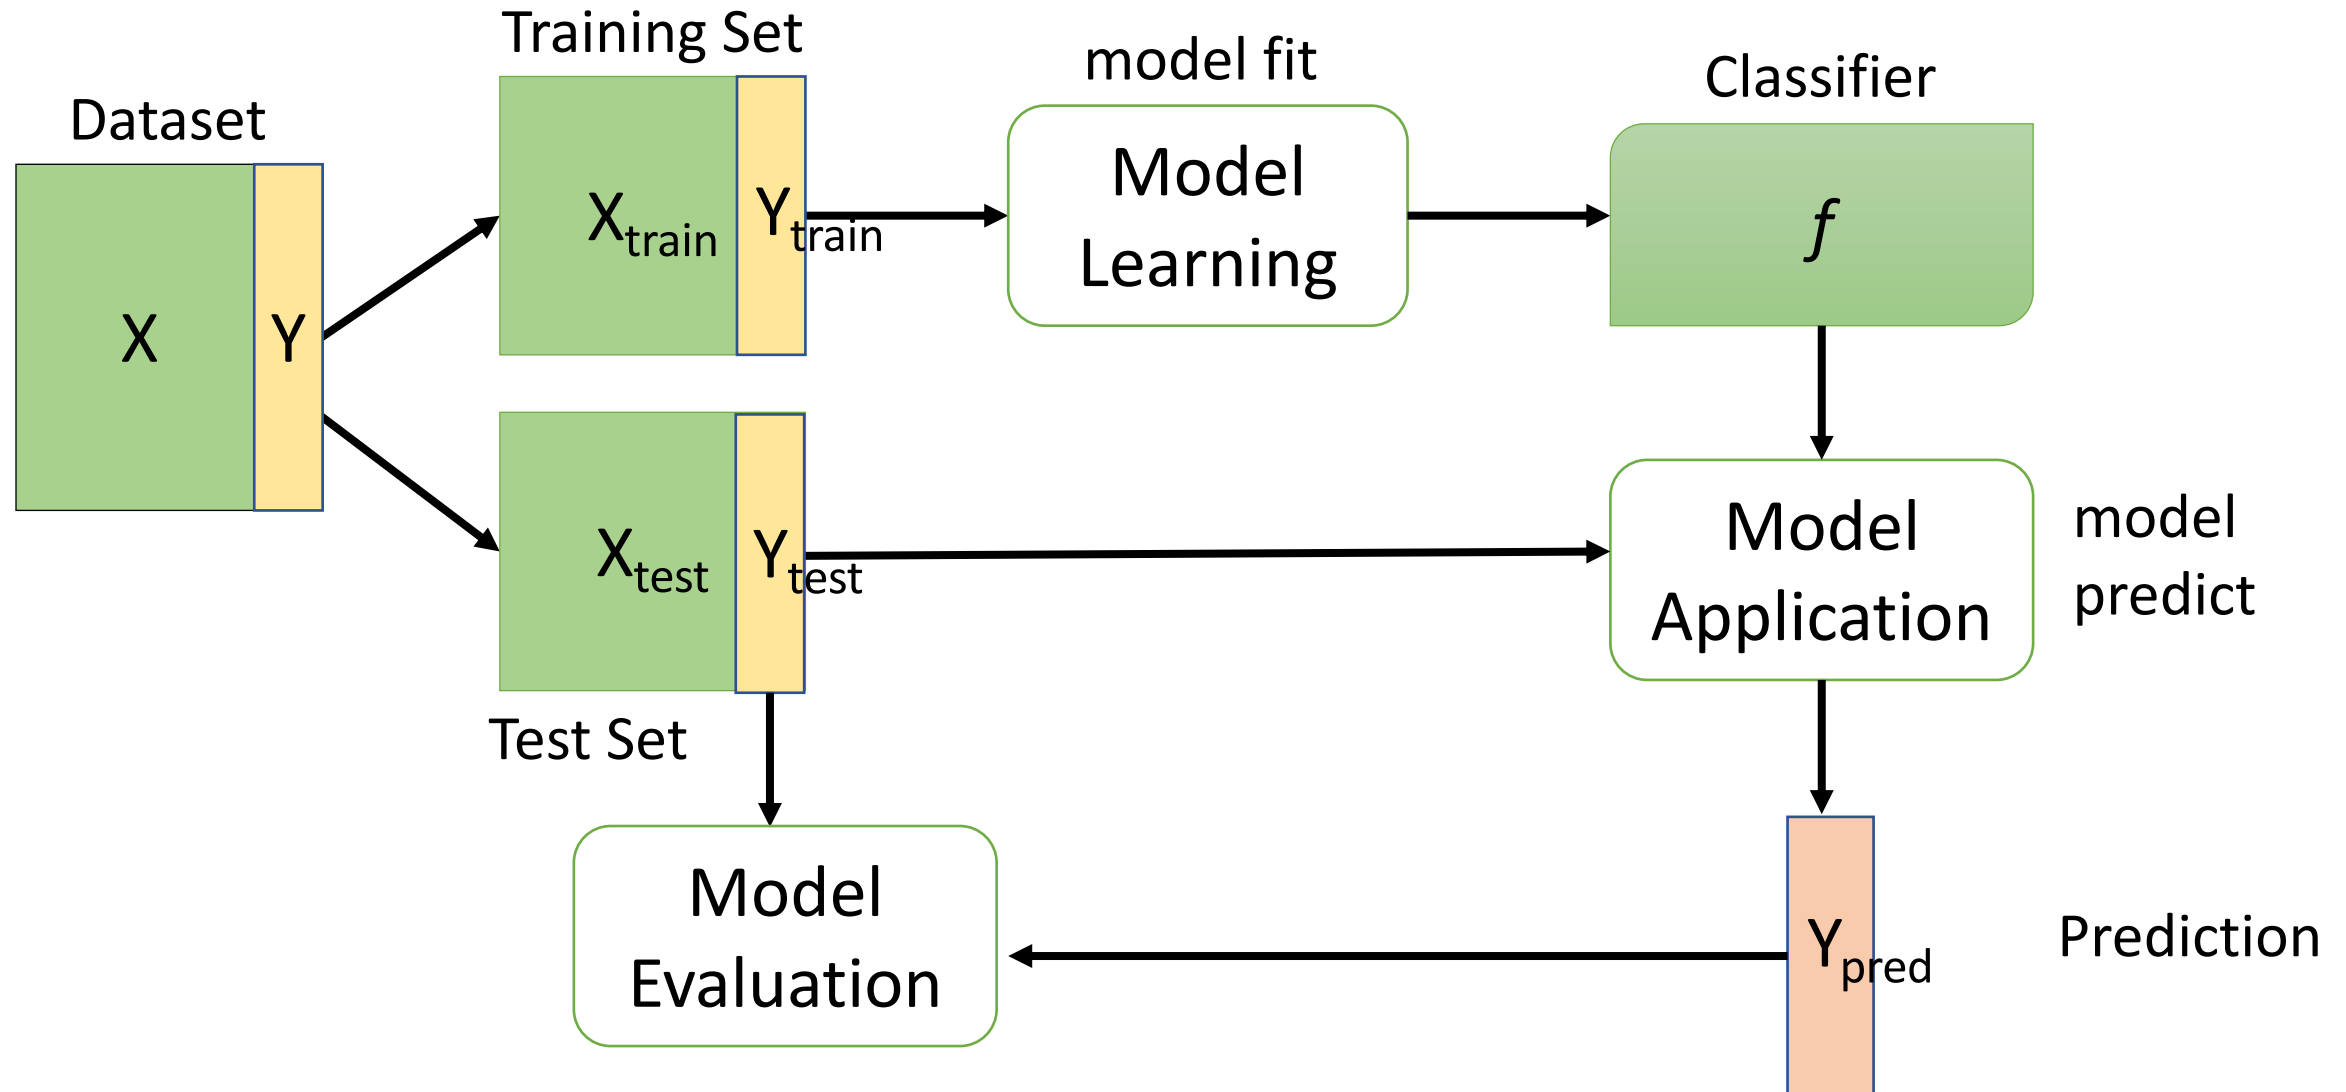 Training Set
model fit
Classifier
Dataset
X
Y
Xtrain
Ytrain
Model
Learning
f
Xtest
Ytest
Model
Application
model
predict
Test Set
Model
Evaluation
Ypred
Prediction